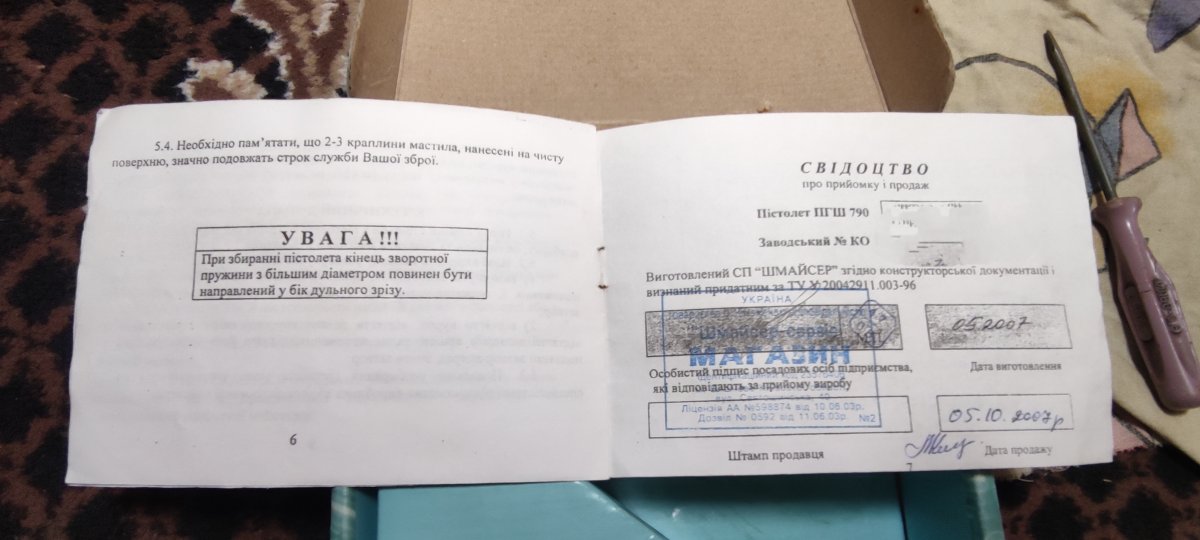 5.4. Необхідно пам’ятати, що 2-3 краплини мастила, нанесені на чисту
поверхню, значно подовжать строк служби Вашої зброї.
УВАГА!!!
При збиранні пістолета кінець зворотної
пружини з більшим діаметром повинен бути
направлений у бік дульного зрізу.
6
СВІДОЦТВО
про прийомку і продаж
Пістолет ПГШ 790
Заводський № КО
Виготовлений СП “ШМАЙСЕР” згідно конструкторської документації і
визнаний придатним за ТУ У 20042911.003-96
УКРАЇНА
"Шмайсер-сервіс"
МАГАЗИН
05.2007
Особистий підпис посадових осіб підприємства,
які відповідають за прийому виробу
Дата виготовлення
Ліцензія АА №598874 від 10.06.03р.
Дозвіл № 0592 від 11.06.03р. №2
05.10.2007р
Штамп продавця
Дата продажу
7